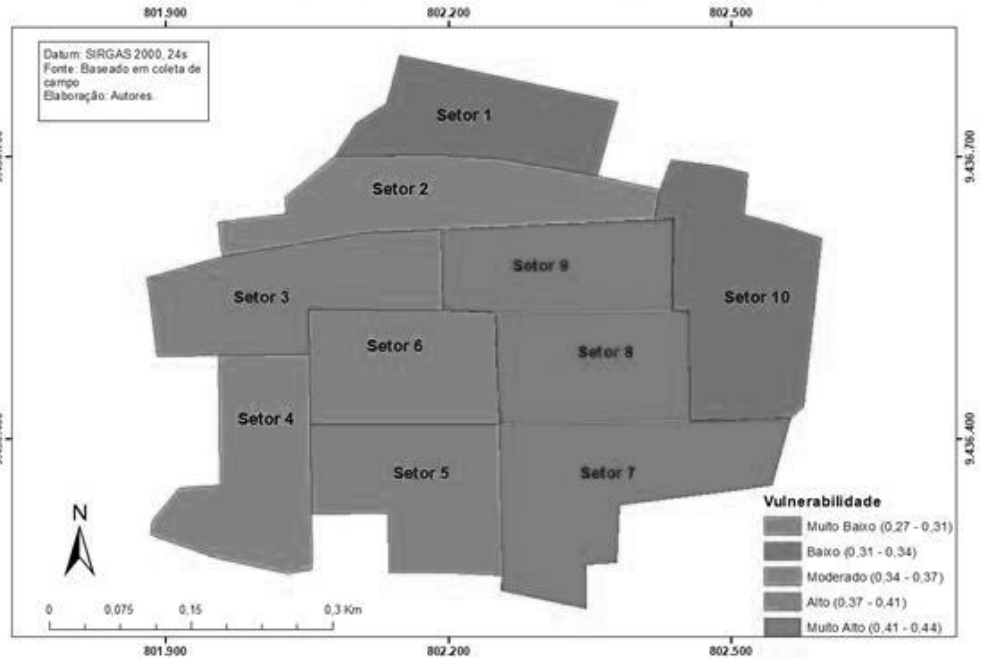 801.900 802.200 802.500
Datum: SIRGAS 2000, 24s
Fonte: Baseado em coleta de
campo
Elaboração: Autores.
Setor 1
9.436.700
Setor 2
Setor 9
Setor 3
Setor 10
Setor 6
Setor 8
Setor 4
9.436.400
Setor 5
Setor 7
Vulnerabilidade
Muito Baixo (0,27 - 0,31)
Baixo (0,31 - 0,34)
Moderado (0,34 - 0,37)
Alto (0,37 - 0,41)
Muito Alto (0,41 - 0,44)
N
0 0,075 0,15 0,3 Km
801.900 802.200 802.500